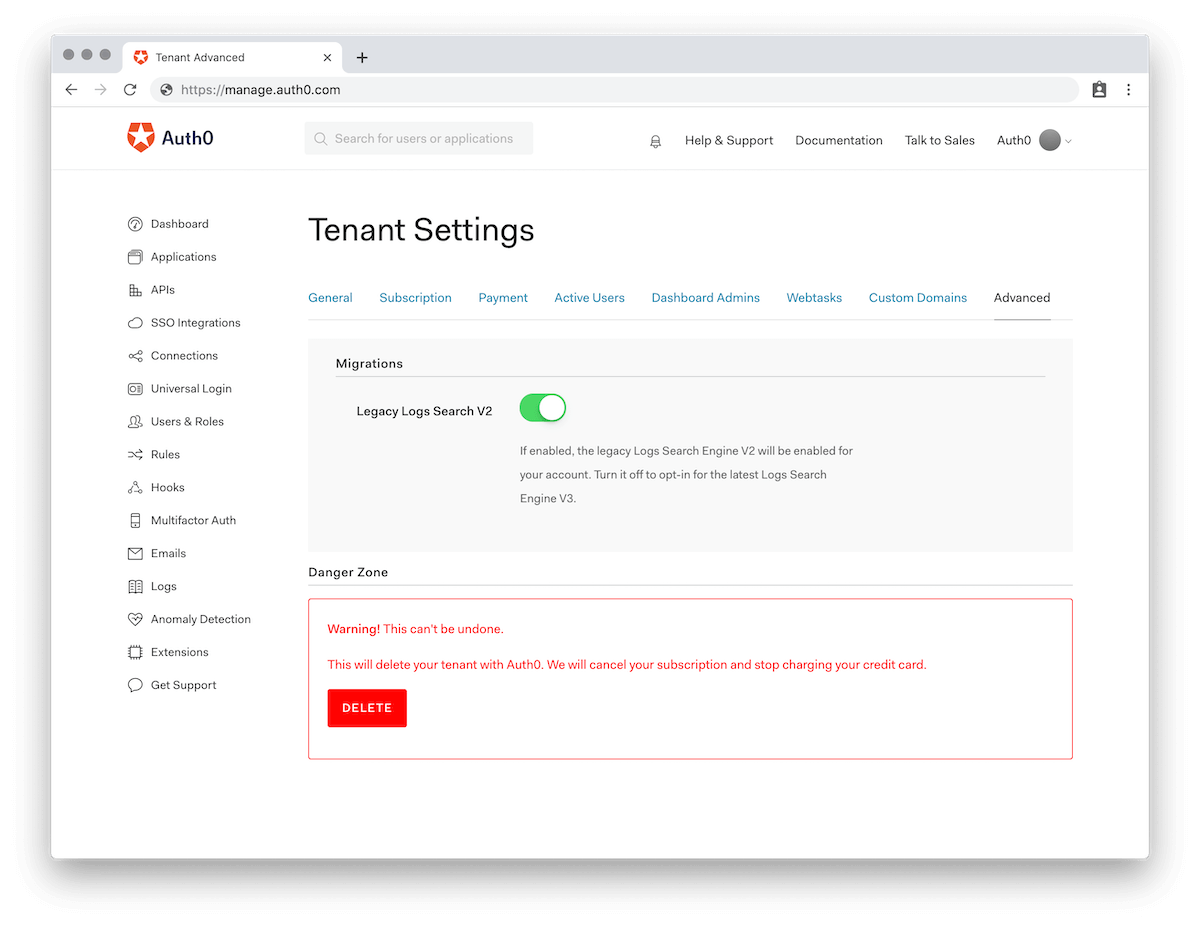 Tenant Advanced
https://manage.auth0.com
Auth0
Search for users or applications
Help & Support
Documentation
Talk to Sales
Auth0
Dashboard
Applications
APIs
SSO Integrations
Connections
Universal Login
Users & Roles
Rules
Hooks
Multifactor Auth
Emails
Logs
Anomaly Detection
Extensions
Get Support
Tenant Settings
General
Subscription
Payment
Active Users
Dashboard Admins
Webtasks
Custom Domains
Advanced
Migrations
Legacy Logs Search V2
If enabled, the legacy Logs Search Engine V2 will be enabled for
your account. Turn it off to opt-in for the latest Logs Search
Engine V3.
Danger Zone
Warning! This can't be undone.
This will delete your tenant with Auth0. We will cancel your subscription and stop charging your credit card.
DELETE